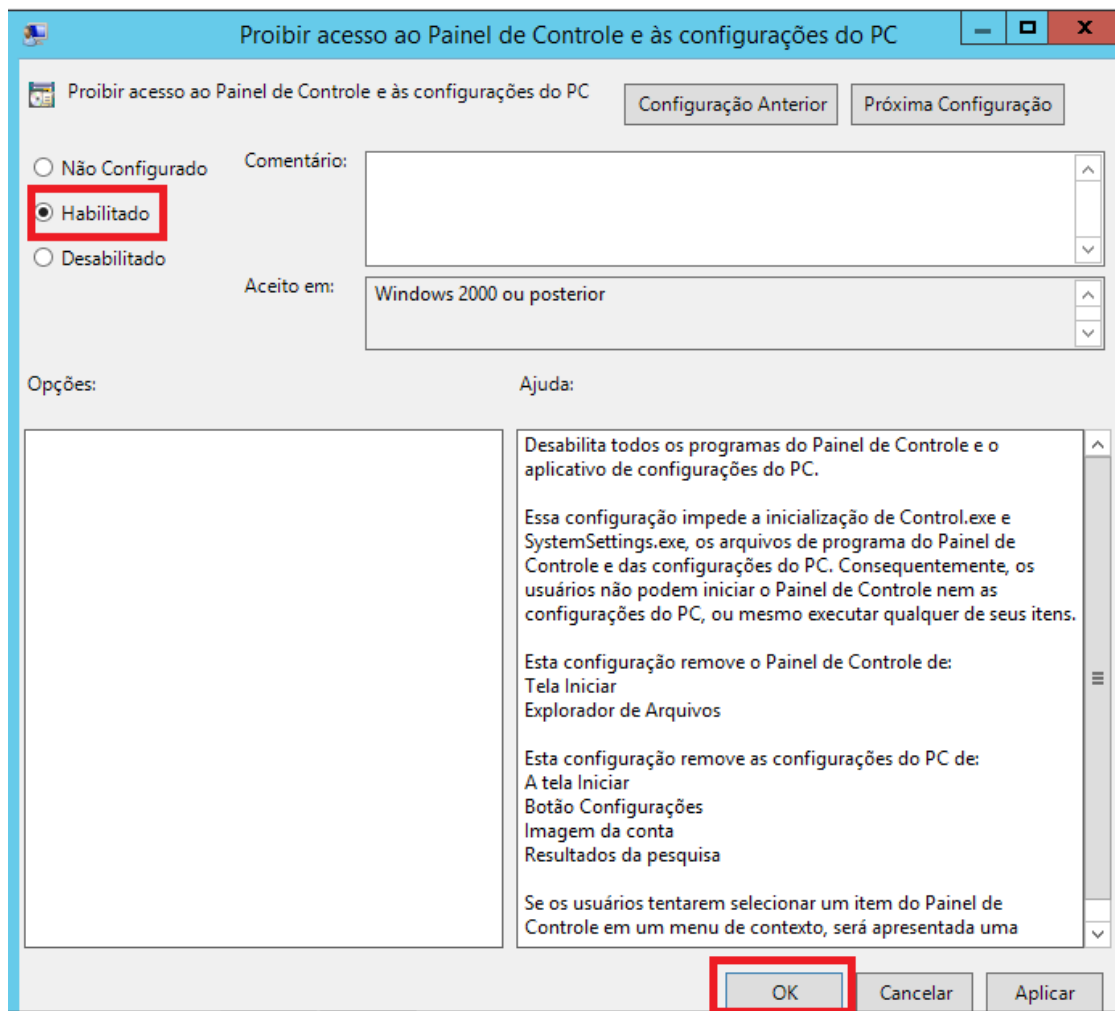 Proibir acesso ao Painel de Controle e às configurações do PC
Proibir acesso ao Painel de Controle e às configurações do PC
Configuração Anterior
Próxima Configuração
Não Configurado
Comentário:
Habilitado
Desabilitado
Aceito em:
Windows 2000 ou posterior
Opções:
Ajuda:
Desabilita todos os programas do Painel de Controle e o
aplicativo de configurações do PC.
Essa configuração impede a inicialização de Control.exe e
SystemSettings.exe, os arquivos de programa do Painel de
Controle e das configurações do PC. Consequentemente, os
usuários não podem iniciar o Painel de Controle nem as
configurações do PC, ou mesmo executar qualquer de seus itens.
Esta configuração remove o Painel de Controle de:
Tela Iniciar
Explorador de Arquivos
Esta configuração remove as configurações do PC de:
A tela Iniciar
Botão Configurações
Imagem da conta
Resultados da pesquisa
Se os usuários tentarem selecionar um item do Painel de
Controle em um menu de contexto, será apresentada uma
OK
Cancelar
Aplicar